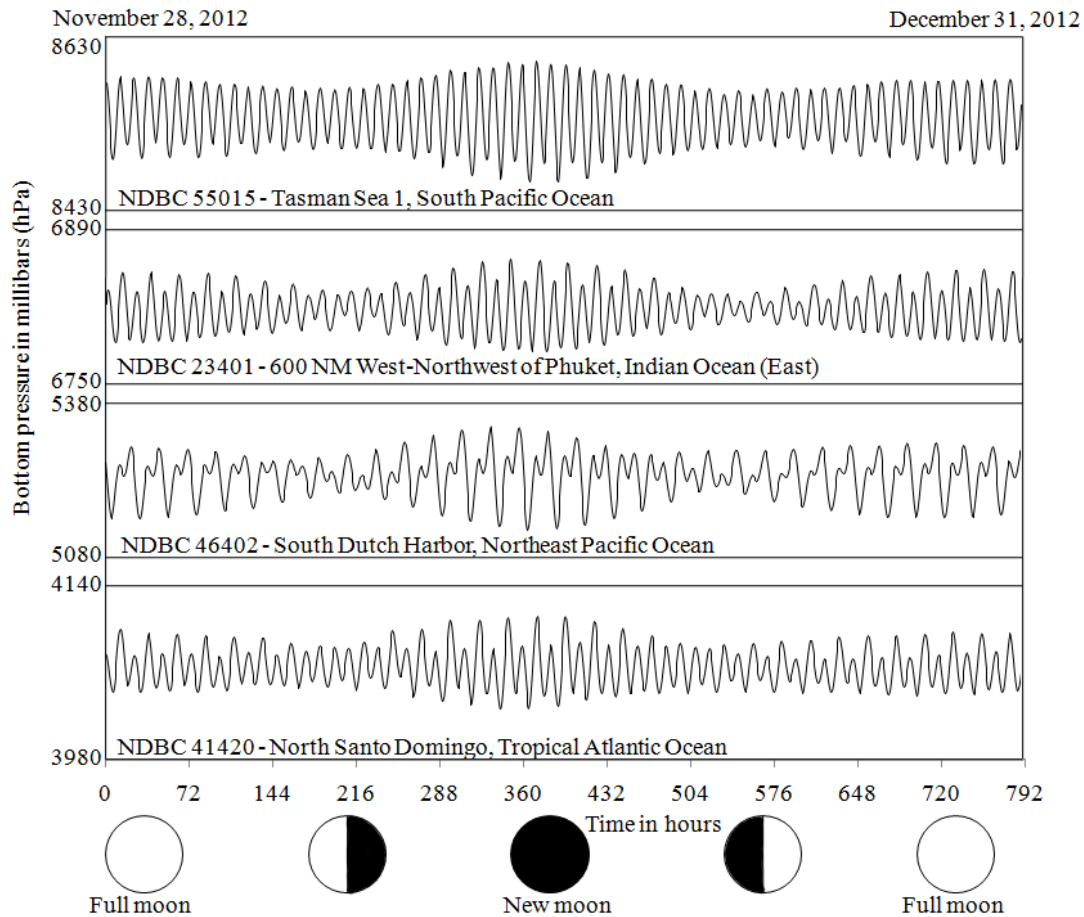 November 28, 2012
December 31, 2012
Bottom pressure in millibars (hPa)
8630
NDBC 55015 - Tasman Sea 1, South Pacific Ocean
8430
6890
NDBC 23401 - 600 NM West-Northwest of Phuket, Indian Ocean (East)
6750
5380
NDBC 46402 - South Dutch Harbor, Northeast Pacific Ocean
5080
4140
NDBC 41420 - North Santo Domingo, Tropical Atlantic Ocean
3980
0 72 144 216 288 360 432 504 576 648 720 792
Time in hours
Full moon
New moon
Full moon